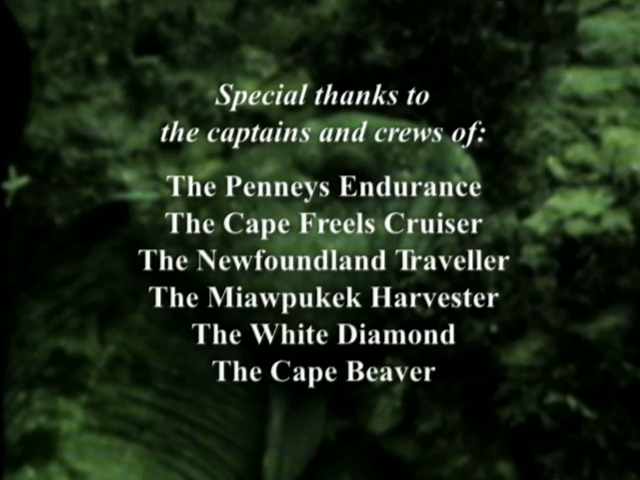 Special thanks to
the captains and crews of:
The Penneys Endurance
The Cape Freels Cruiser
The Newfoundland Traveller
The Miawpukek Harvester
The White Diamond
The Cape Beaver